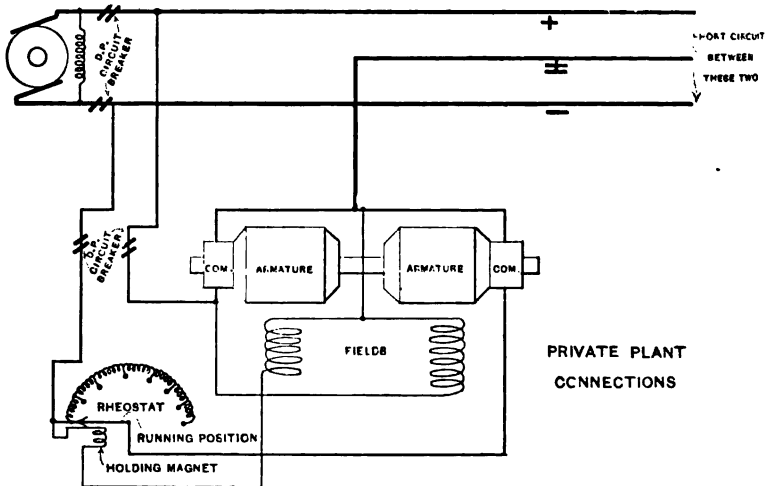 D.P.
CIRCUIT
BREAKER
+
±
−
HORT CIRCUIT
BETWEEN
THESE TWO
D.P.
CIRCUIT
BREAKER
COM.
ARMATURE
ARMATURE
COM
FIELDS
PRIVATE PLANT
CONNECTIONS
RHEOSTAT
RUNNING POSITION
HOLDING MAGNET